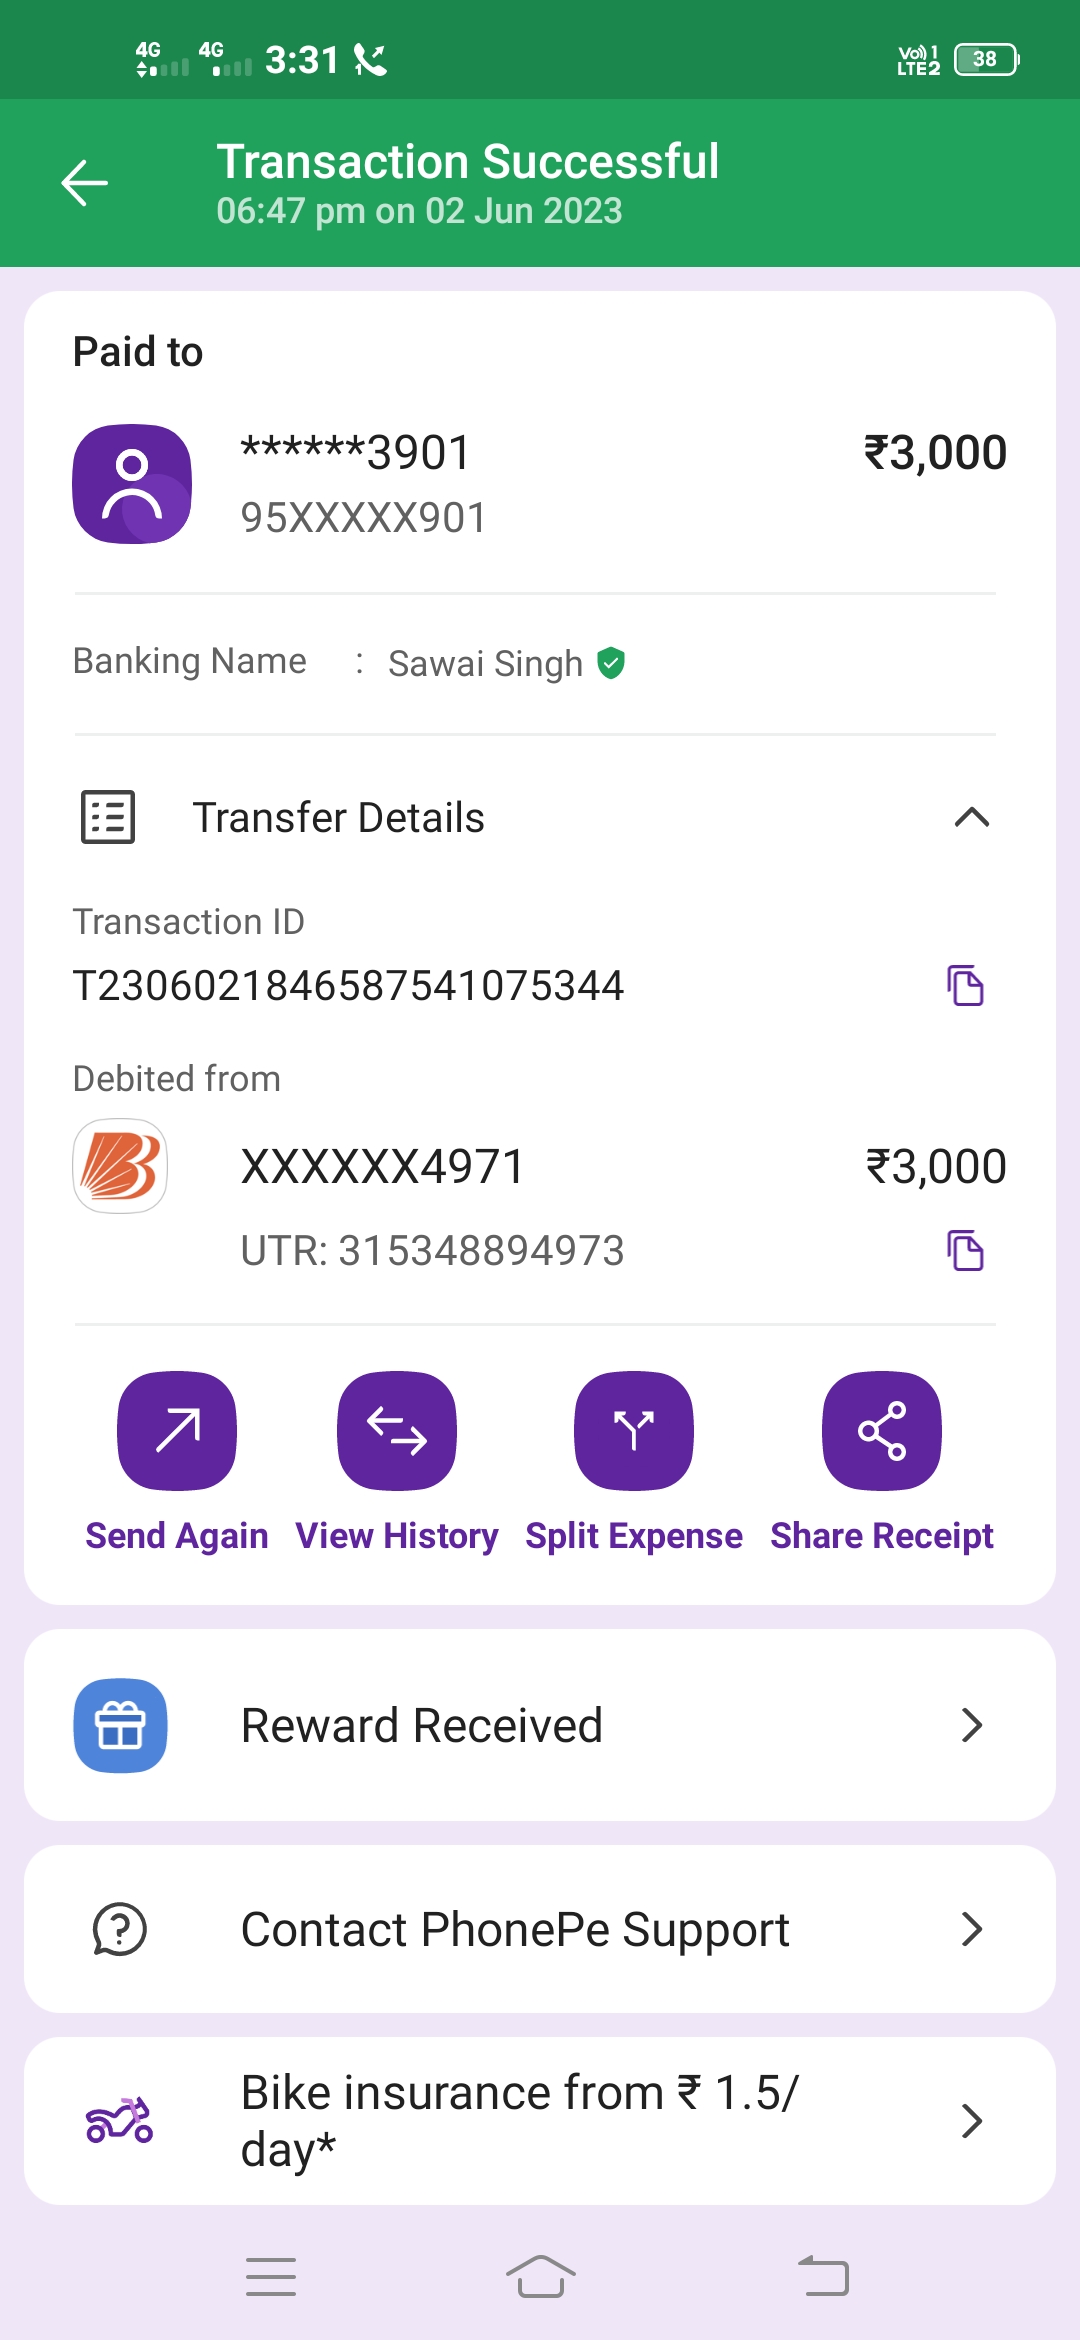 4G 4G 3:31 Vo)) 1 LTE2 38
Transaction Successful
06:47 pm on 02 Jun 2023
Paid to
******3901 ₹3,000
95XXXXX901
Banking Name : Sawai Singh
Transfer Details
Transaction ID
T2306021846587541075344
Debited from
XXXXXX4971 ₹3,000
UTR: 315348894973
Send Again View History Split Expense Share Receipt
Reward Received
Contact PhonePe Support
Bike insurance from ₹ 1.5/
day*